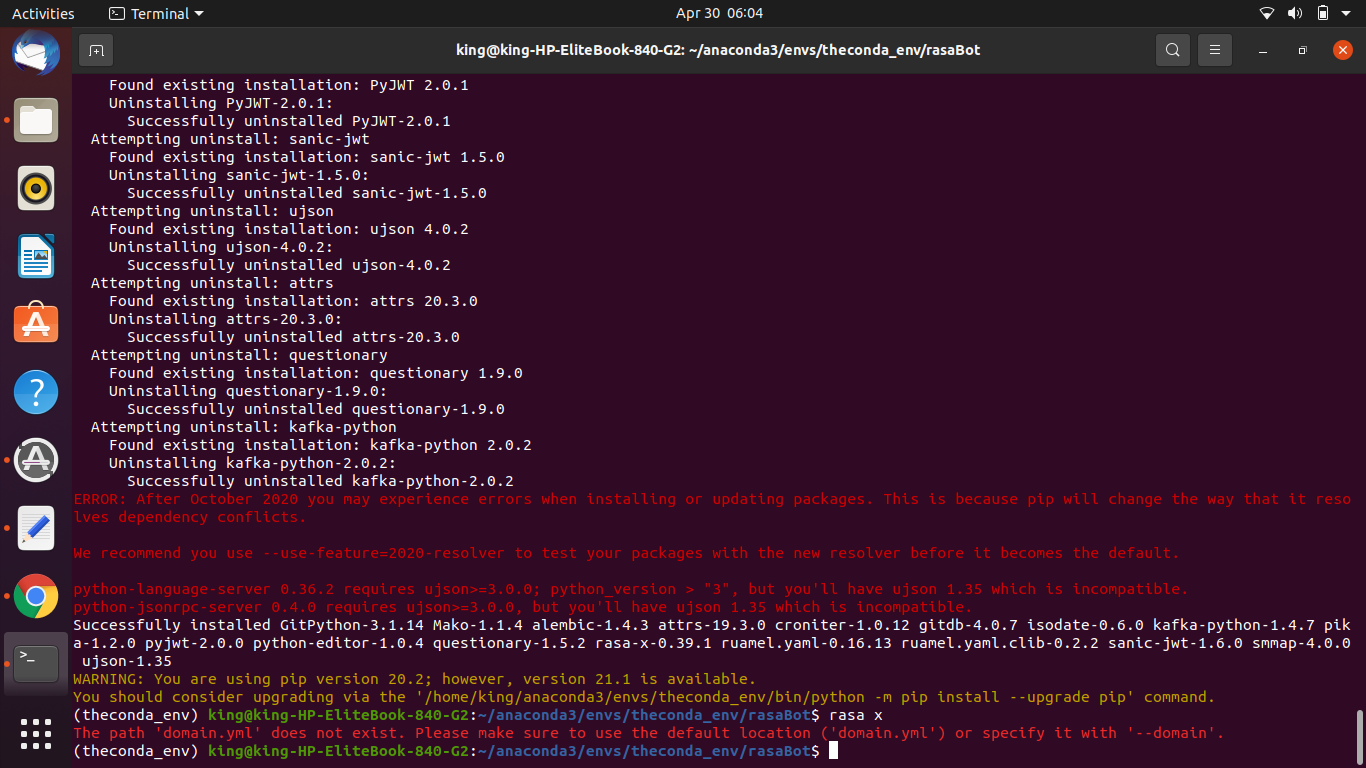 Activities
Terminal
Apr 30 06:04
king@king-HP-EliteBook-840-G2: ~/anaconda3/envs/theconda_env/rasaBot
Found existing installation: PyJWT 2.0.1
Uninstalling PyJWT-2.0.1:
Successfully uninstalled PyJWT-2.0.1
Attempting uninstall: sanic-jwt
Found existing installation: sanic-jwt 1.5.0
Uninstalling sanic-jwt-1.5.0:
Successfully uninstalled sanic-jwt-1.5.0
Attempting uninstall: ujson
Found existing installation: ujson 4.0.2
Uninstalling ujson-4.0.2:
Successfully uninstalled ujson-4.0.2
Attempting uninstall: attrs
Found existing installation: attrs 20.3.0
Uninstalling attrs-20.3.0:
Successfully uninstalled attrs-20.3.0
Attempting uninstall: questionary
Found existing installation: questionary 1.9.0
Uninstalling questionary-1.9.0:
Successfully uninstalled questionary-1.9.0
Attempting uninstall: kafka-python
Found existing installation: kafka-python 2.0.2
Uninstalling kafka-python-2.0.2:
Successfully uninstalled kafka-python-2.0.2
ERROR: After October 2020 you may experience errors when installing or updating packages. This is because pip will change the way that it reso
lves dependency conflicts.
We recommend you use --use-feature=2020-resolver to test your packages with the new resolver before it becomes the default.
python-language-server 0.36.2 requires ujson>=3.0.0; python_version > "3", but you'll have ujson 1.35 which is incompatible.
python-jsonrpc-server 0.4.0 requires ujson>=3.0.0, but you'll have ujson 1.35 which is incompatible.
Successfully installed GitPython-3.1.14 Mako-1.1.4 alembic-1.4.3 attrs-19.3.0 croniter-1.0.12 gitdb-4.0.7 isodate-0.6.0 kafka-python-1.4.7 pik
a-1.2.0 pyjwt-2.0.0 python-editor-1.0.4 questionary-1.5.2 rasa-x-0.39.1 ruamel.yaml-0.16.13 ruamel.yaml.clib-0.2.2 sanic-jwt-1.6.0 smmap-4.0.0
ujson-1.35
WARNING: You are using pip version 20.2; however, version 21.1 is available.
You should consider upgrading via the '/home/king/anaconda3/envs/theconda_env/bin/python -m pip install --upgrade pip' command.
(theconda_env) king@king-HP-EliteBook-840-G2:~/anaconda3/envs/theconda_env/rasaBot$ rasa x
The path 'domain.yml' does not exist. Please make sure to use the default location ('domain.yml') or specify it with '--domain'.
(theconda_env) king@king-HP-EliteBook-840-G2:~/anaconda3/envs/theconda_env/rasaBot$